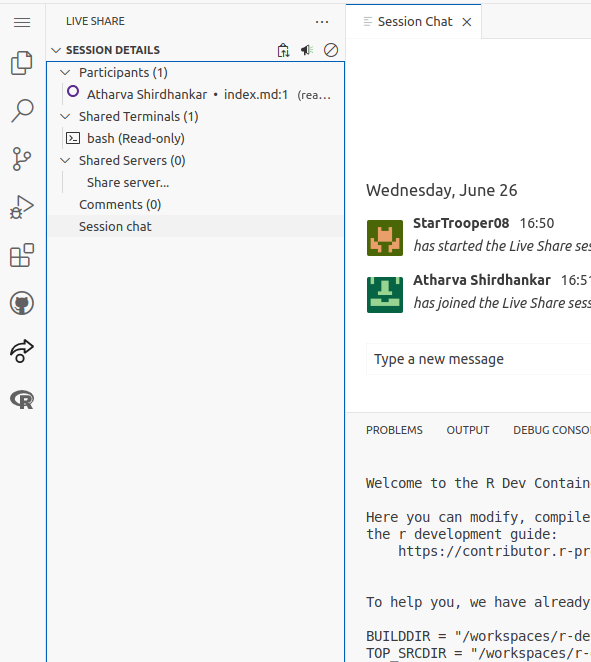 LIVE SHARE
SESSION DETAILS
Participants (1)
Atharva Shirdhankar • index.md:1 (rea...
Shared Terminals (1)
bash (Read-only)
Shared Servers (0)
Share server...
Comments (0)
Session chat
Session Chat
Wednesday, June 26
StarTrooper08 16:50
has started the Live Share ses
Atharva Shirdhankar 16:51
has joined the Live Share sess
Type a new message
PROBLEMS OUTPUT DEBUG CONSO
Welcome to the R Dev Contain
Here you can modify, compile
the r development guide:
https://contributor.r-pr
To help you, we have already
BUILDDIR = "/workspaces/r-de
TOP_SRCDIR = "/workspaces/r-